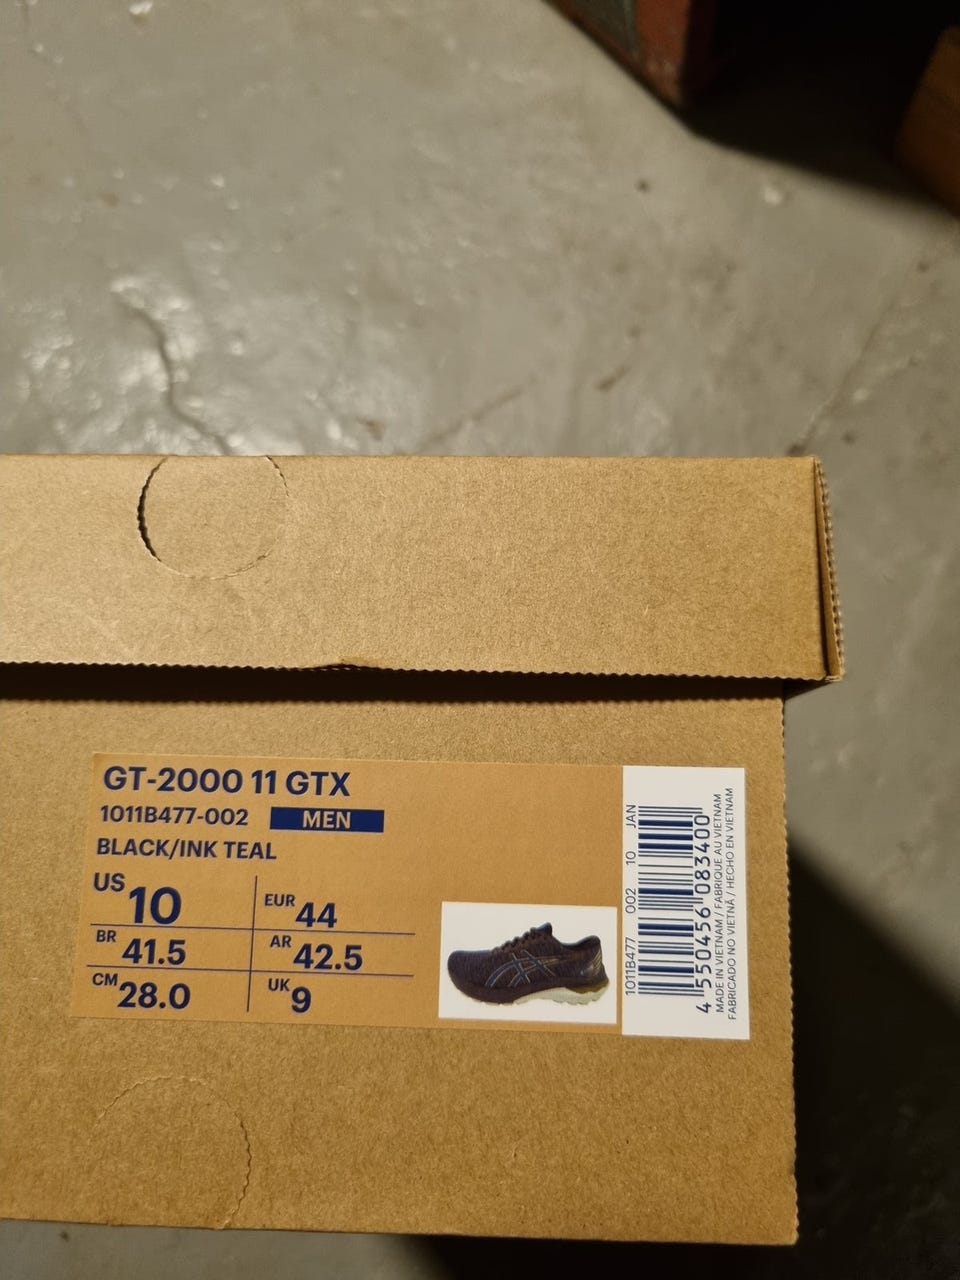 GT-2000 11 GTX
1011B477-002 MEN
BLACK/INK TEAL
US 10
EUR 44
BR 41.5
AR 42.5
CM 28.0
UK 9
1011B477 002 10 JAN
4 550456 083400
MADE IN VIETNAM / FABRIQUÉ AU VIETNAM
FABRICADO NO VIETNÃ / HECHO EN VIETNAM